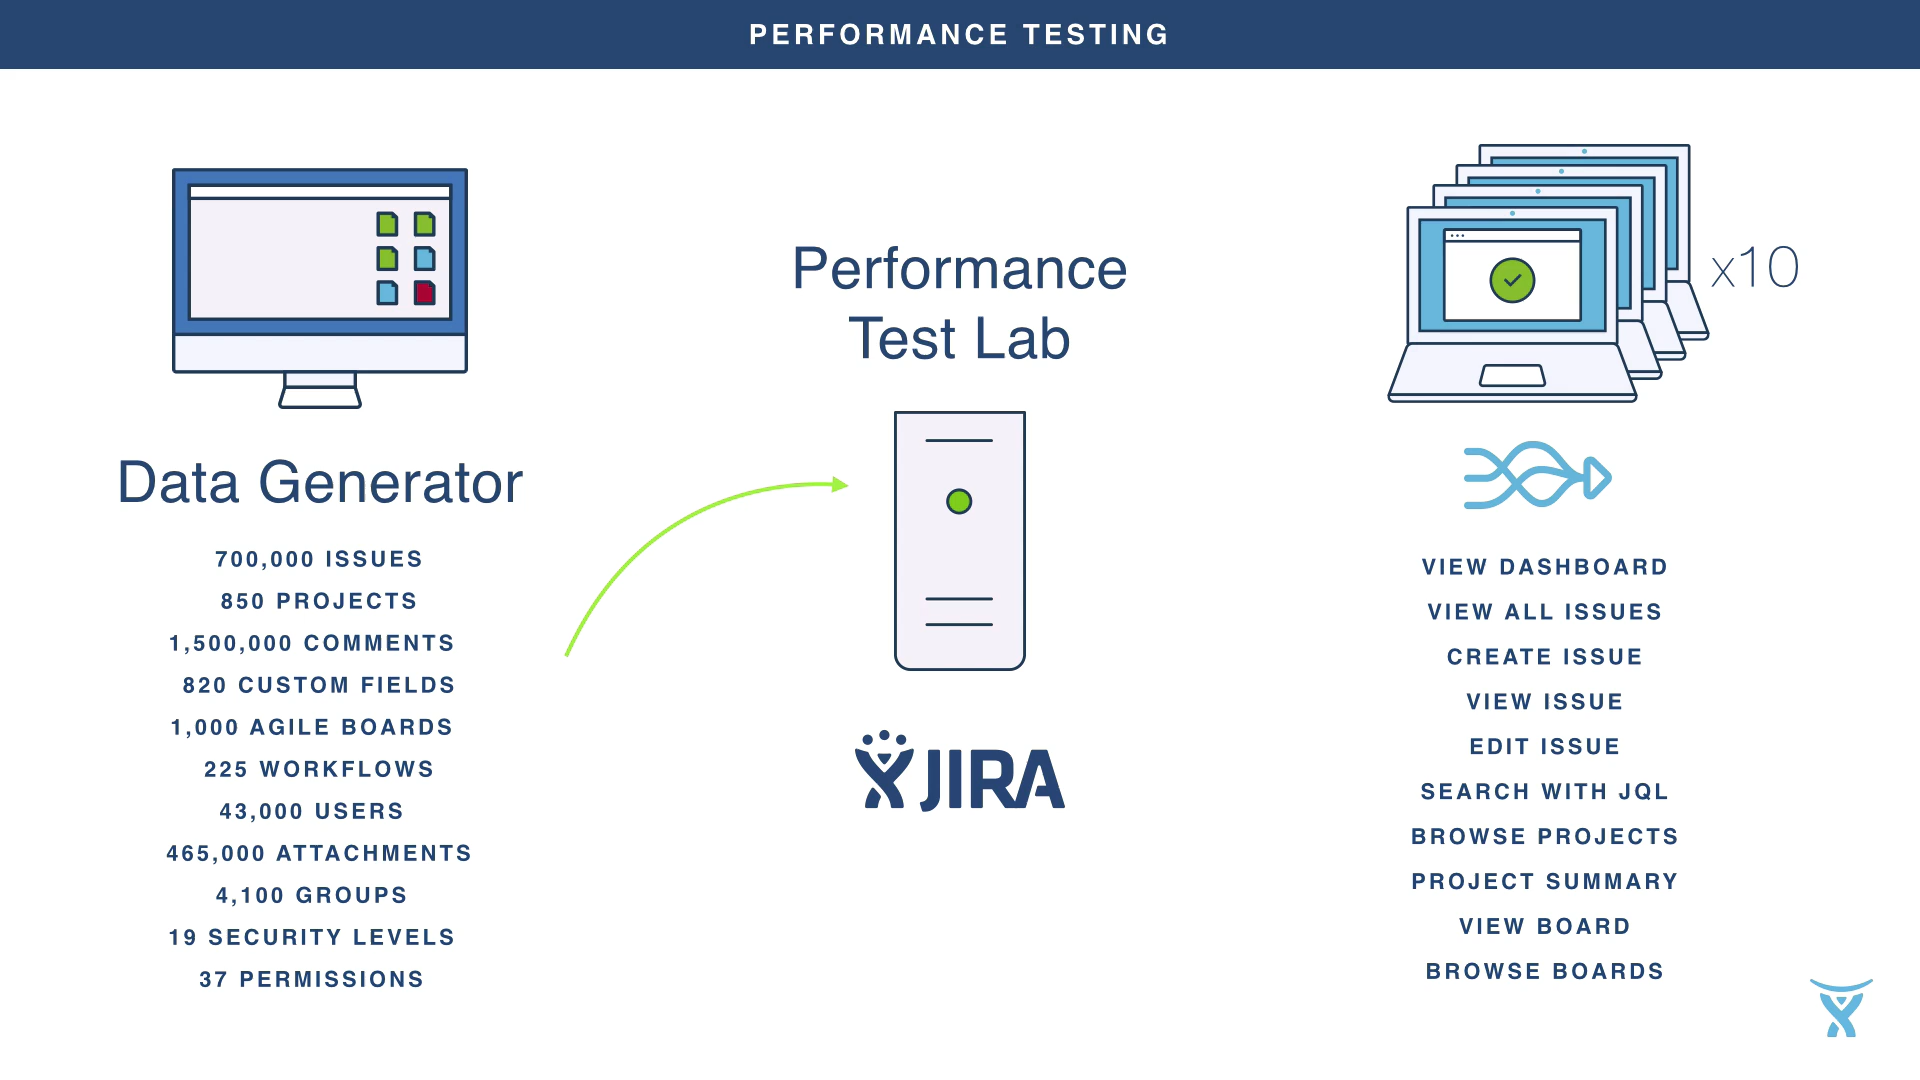 PERFORMANCE TESTING
Data Generator
700,000 ISSUES
850 PROJECTS
1,500,000 COMMENTS
820 CUSTOM FIELDS
1,000 AGILE BOARDS
225 WORKFLOWS
43,000 USERS
465,000 ATTACHMENTS
4,100 GROUPS
19 SECURITY LEVELS
37 PERMISSIONS
Performance
Test Lab
JIRA
x10
VIEW DASHBOARD
VIEW ALL ISSUES
CREATE ISSUE
VIEW ISSUE
EDIT ISSUE
SEARCH WITH JQL
BROWSE PROJECTS
PROJECT SUMMARY
VIEW BOARD
BROWSE BOARDS